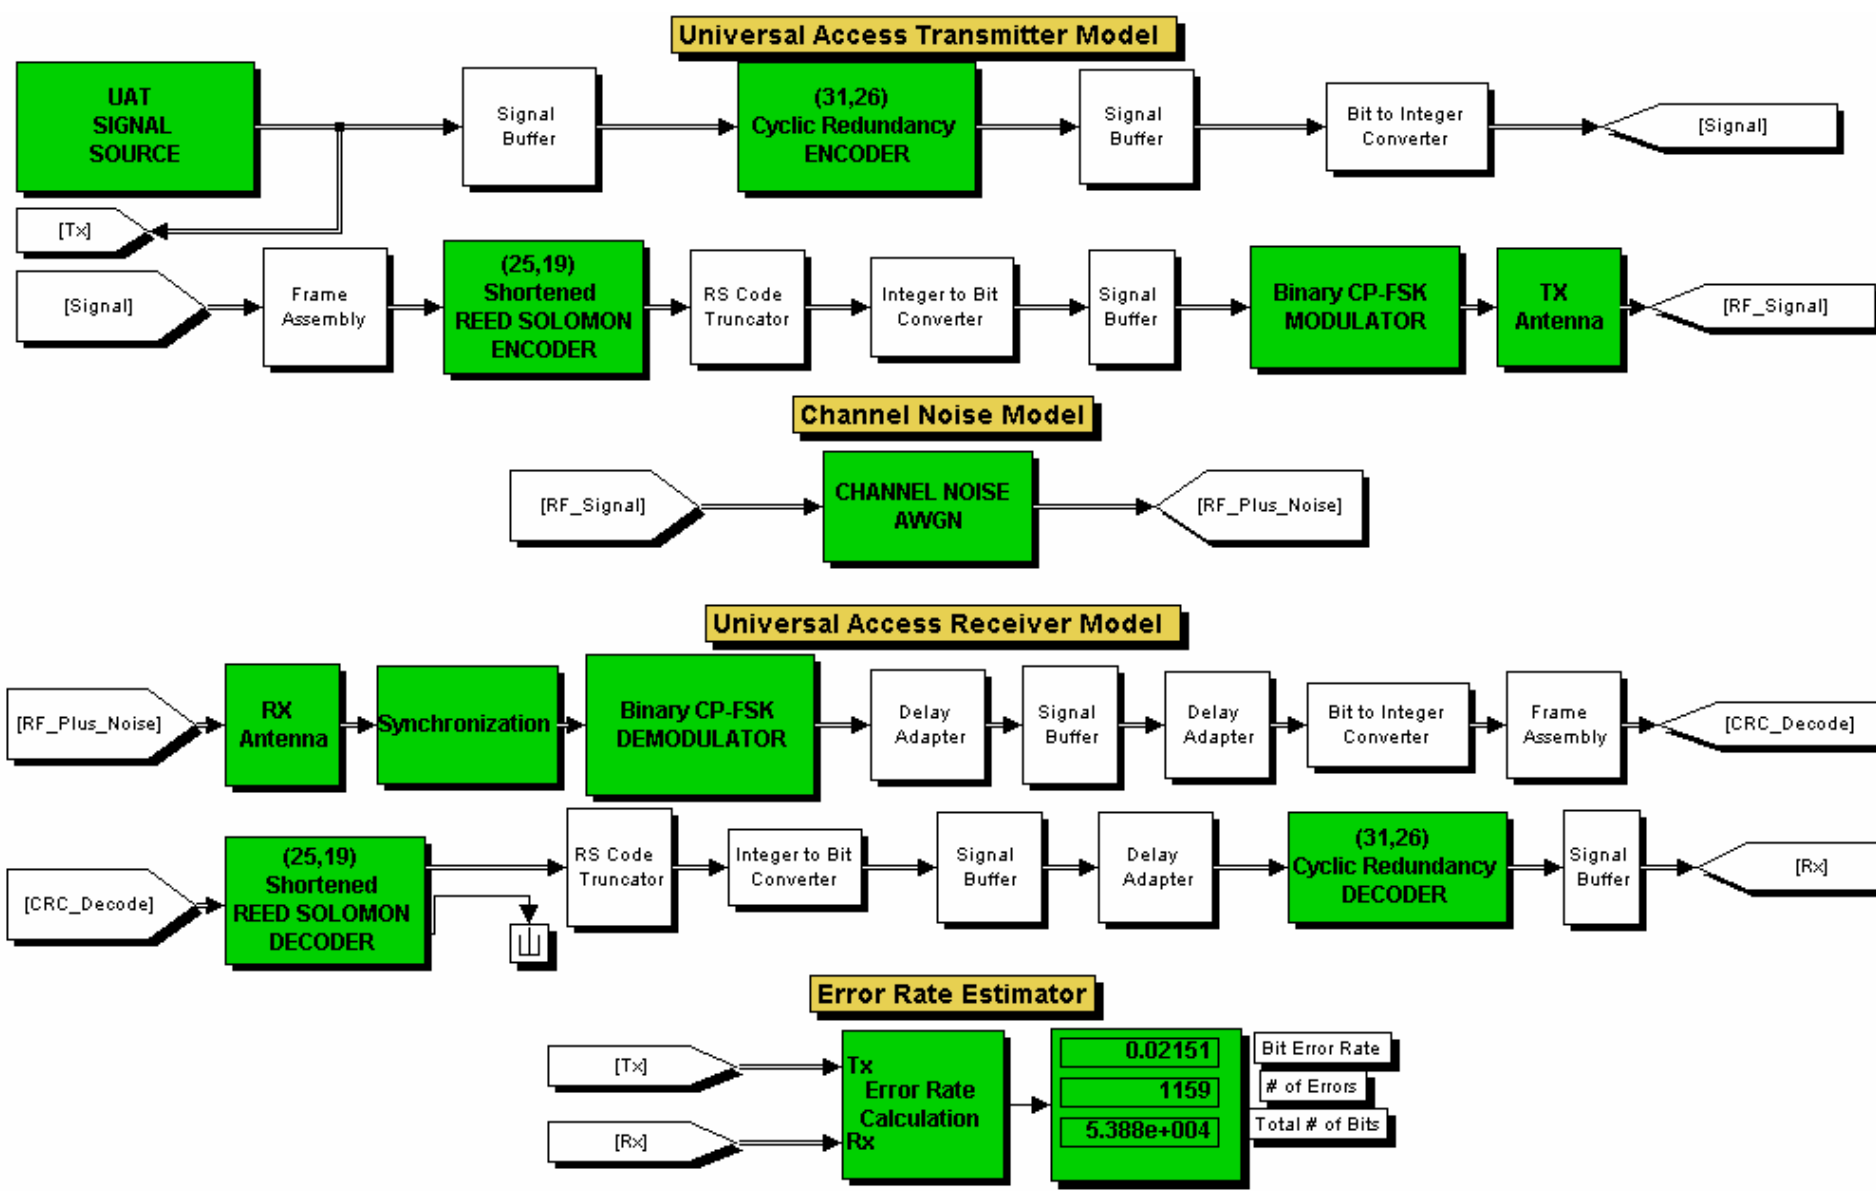 Universal Access Transmitter Model
UAT
SIGNAL
SOURCE
Signal
Buffer
(31,26)
Cyclic Redundancy
ENCODER
Signal
Buffer
Bit to Integer
Converter
[Signal]
[Tx]
[Signal]
Frame
Assembly
(25,19)
Shortened
REED SOLOMON
ENCODER
RS Code
Truncator
Integer to Bit
Converter
Signal
Buffer
Binary CP-FSK
MODULATOR
TX
Antenna
[RF_Signal]
Channel Noise Model
[RF_Signal]
CHANNEL NOISE
AWGN
[RF_Plus_Noise]
Universal Access Receiver Model
[RF_Plus_Noise]
RX
Antenna
Synchronization
Binary CP-FSK
DEMODULATOR
Delay
Adapter
Signal
Buffer
Delay
Adapter
Bit to Integer
Converter
Frame
Assembly
[CRC_Decode]
[CRC_Decode]
(25,19)
Shortened
REED SOLOMON
DECODER
RS Code
Truncator
Integer to Bit
Converter
Signal
Buffer
Delay
Adapter
(31,26)
Cyclic Redundancy
DECODER
Signal
Buffer
[Rx]
Error Rate Estimator
[Tx]
[Rx]
Tx
Error Rate
Calculation
Rx
0.02151
Bit Error Rate
1159
# of Errors
5.388e+004
Total # of Bits